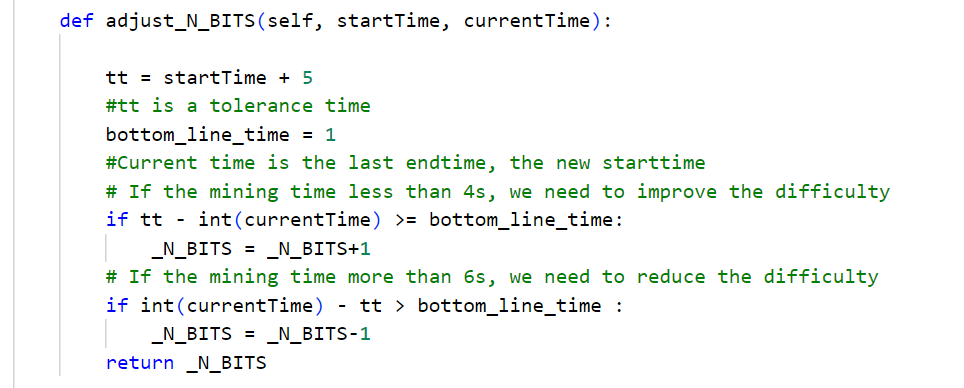 def adjust_N_BITS(self, startTime, currentTime):
tt = startTime + 5
#tt is a tolerance time
bottom_line_time = 1
#Current time is the last endtime, the new starttime
# If the mining time less than 4s, we need to improve the difficulty
if tt - int(currentTime) >= bottom_line_time:
_N_BITS = _N_BITS+1
# If the mining time more than 6s, we need to reduce the difficulty
if int(currentTime) - tt > bottom_line_time :
_N_BITS = _N_BITS-1
return _N_BITS